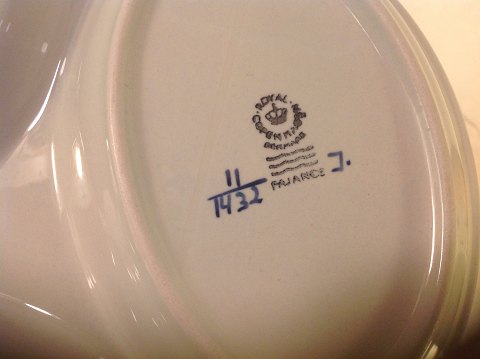 ROYAL
COPENHAGEN
DENMARK
FAJANCE J.
11
1432